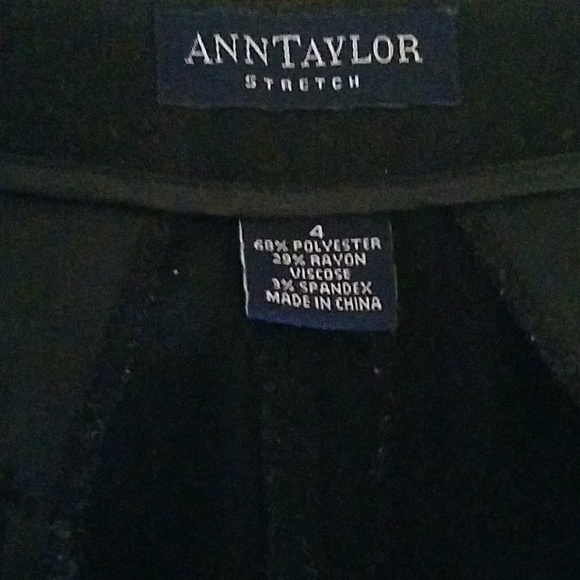 ANNTAYLOR
STRETCH
4
68% POLYESTER
29% RAYON
VISCOSE
3% SPANDEX
MADE IN CHINA